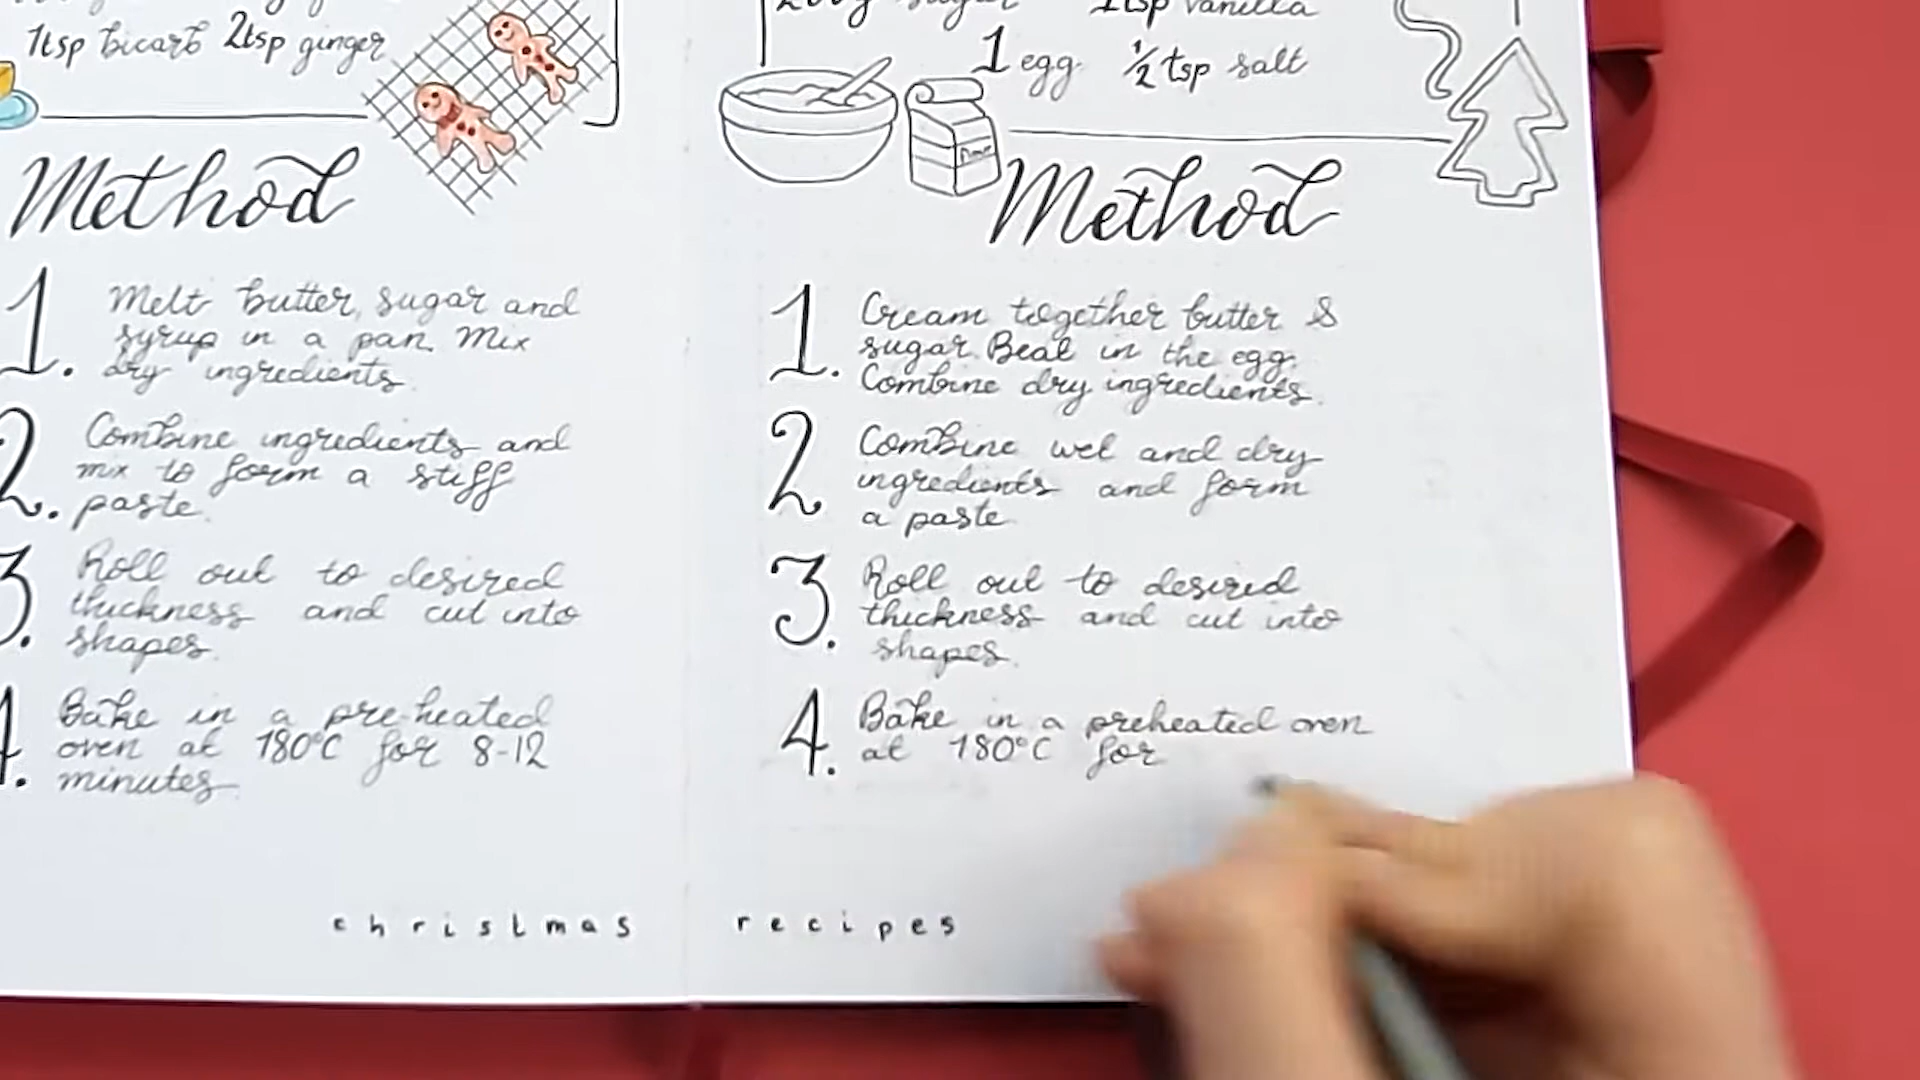 1tsp bicarb 2tsp ginger
Method
1. Melt butter, sugar and
syrup in a pan. Mix
dry ingredients.
2. Combine ingredients and
mix to form a stiff
paste.
3. Roll out to desired
thickness and cut into
shapes.
4. Bake in a pre-heated
oven at 180°C for 8-12
minutes.
christmas
200g sugar 1tsp vanilla
1 egg ½ tsp salt
flour
Method
1. Cream together butter &
sugar. Beat in the egg.
Combine dry ingredients.
2. Combine wet and dry
ingredients and form
a paste
3. Roll out to desired
thickness and cut into
shapes.
4. Bake in a preheated oven
at 180°C for
recipes